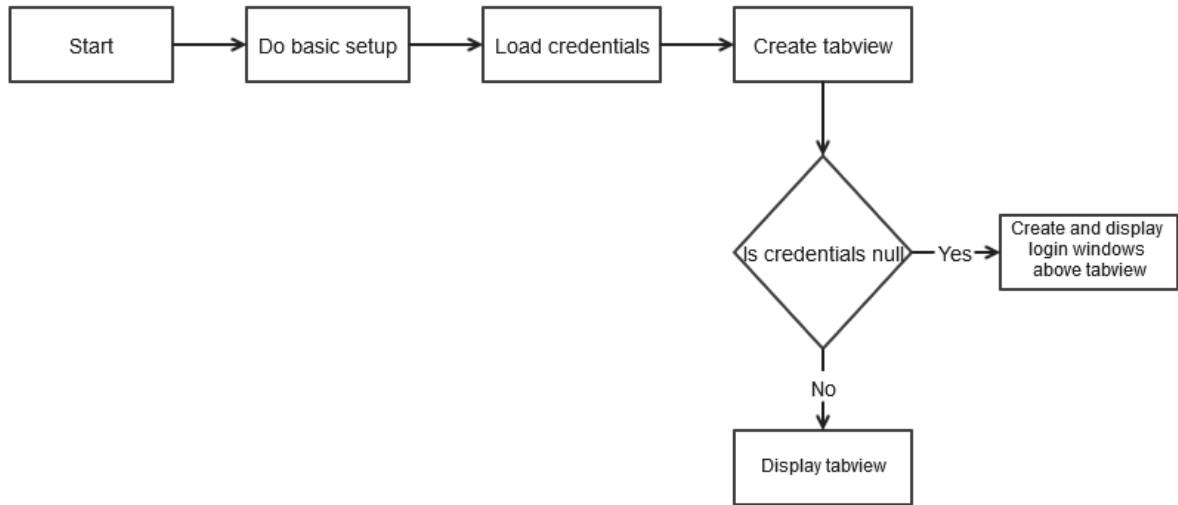 Start
Do basic setup
Load credentials
Create tabview
Is credentials null
Yes
Create and display
login windows
above tabview
No
Display tabview